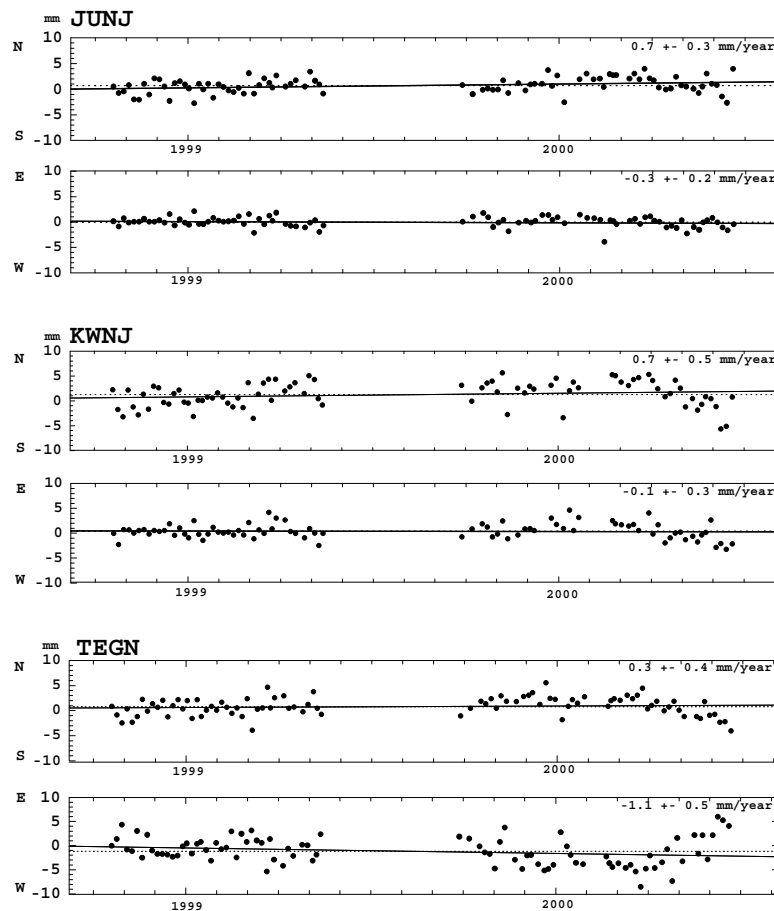 mm JUNJ
10
N 0.7 +- 0.3 mm/year
5
0
-5
S -10
1999 2000
E 10
-0.3 +- 0.2 mm/year
5
0
-5
W -10
1999 2000
mm KWNJ
N 10
0.7 +- 0.5 mm/year
5
0
-5
S -10
1999 2000
E 10
-0.1 +- 0.3 mm/year
5
0
-5
W -10
1999 2000
mm TEGN
N 10
0.3 +- 0.4 mm/year
5
0
-5
S -10
1999 2000
E 10
-1.1 +- 0.5 mm/year
5
0
-5
W -10
1999 2000